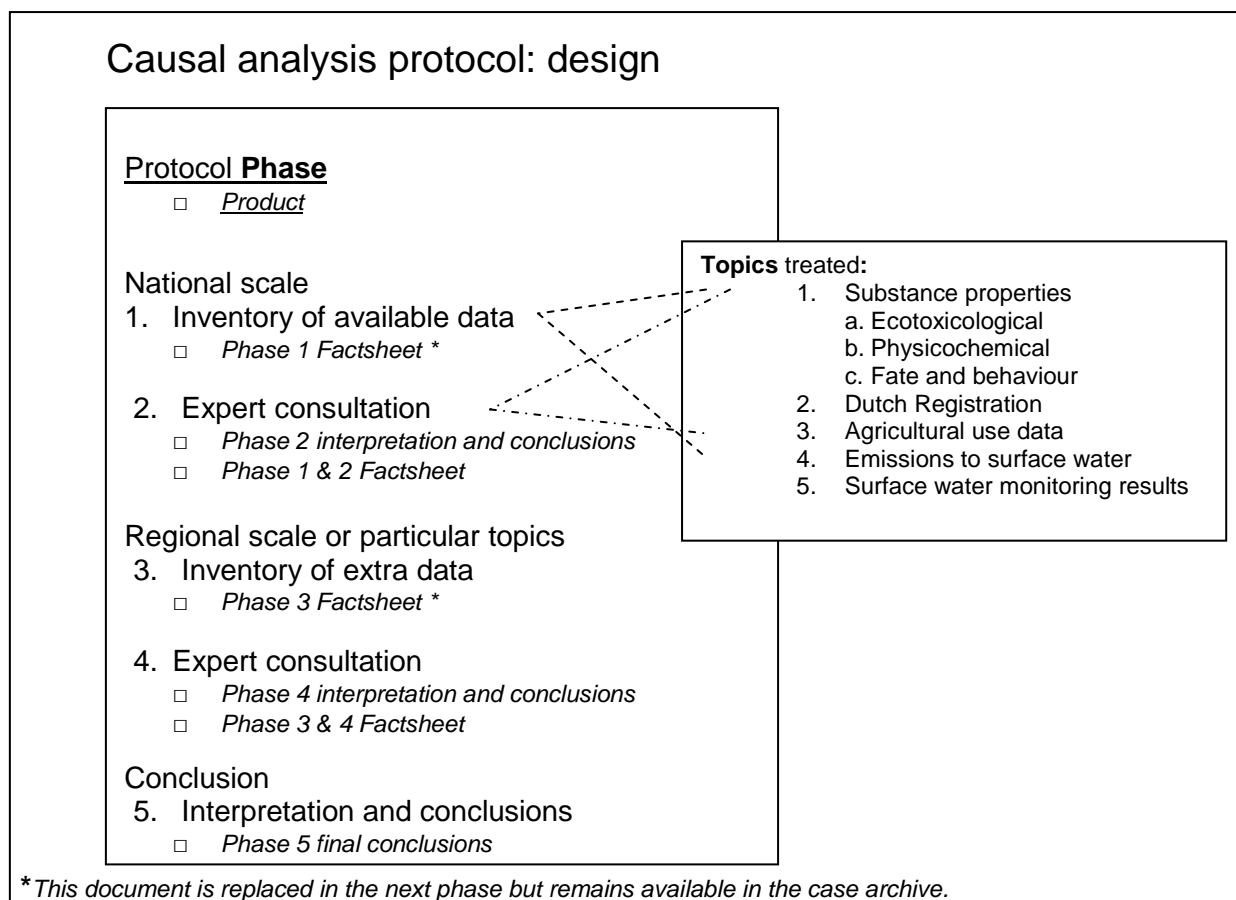 Causal analysis protocol: design
Protocol Phase
□ Product
National scale
1. Inventory of available data
□ Phase 1 Factsheet *
2. Expert consultation
□ Phase 2 interpretation and conclusions
□ Phase 1 & 2 Factsheet
Regional scale or particular topics
3. Inventory of extra data
□ Phase 3 Factsheet *
4. Expert consultation
□ Phase 4 interpretation and conclusions
□ Phase 3 & 4 Factsheet
Conclusion
5. Interpretation and conclusions
□ Phase 5 final conclusions
Topics treated:
1. Substance properties
a. Ecotoxicological
b. Physicochemical
c. Fate and behaviour
2. Dutch Registration
3. Agricultural use data
4. Emissions to surface water
5. Surface water monitoring results
*This document is replaced in the next phase but remains available in the case archive.